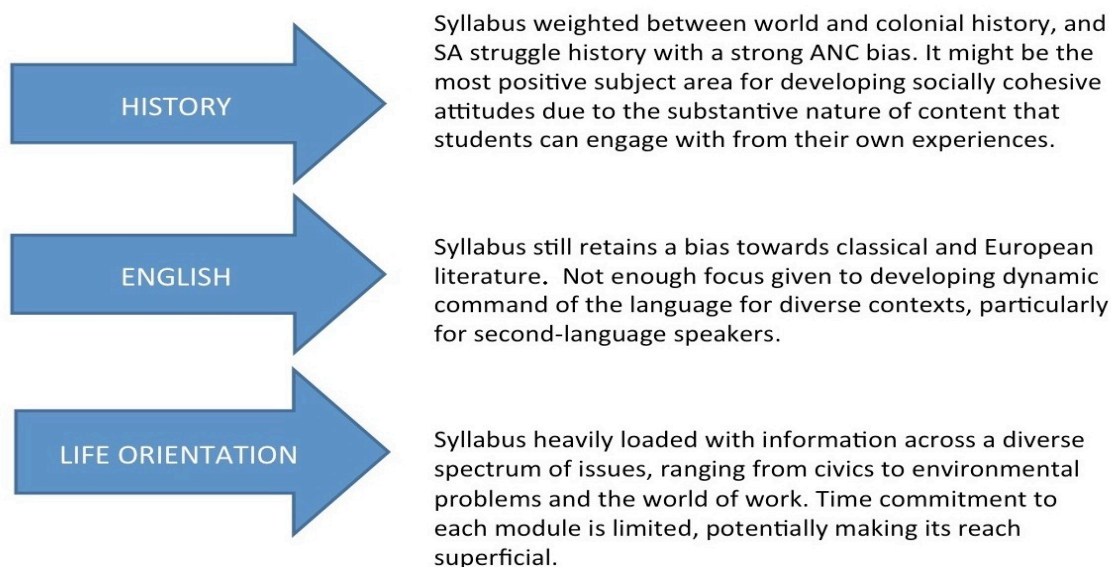 HISTORY
Syllabus weighted between world and colonial history, and
SA struggle history with a strong ANC bias. It might be the
most positive subject area for developing socially cohesive
attitudes due to the substantive nature of content that
students can engage with from their own experiences.
ENGLISH
Syllabus still retains a bias towards classical and European
literature. Not enough focus given to developing dynamic
command of the language for diverse contexts, particularly
for second-language speakers.
LIFE ORIENTATION
Syllabus heavily loaded with information across a diverse
spectrum of issues, ranging from civics to environmental
problems and the world of work. Time commitment to
each module is limited, potentially making its reach
superficial.